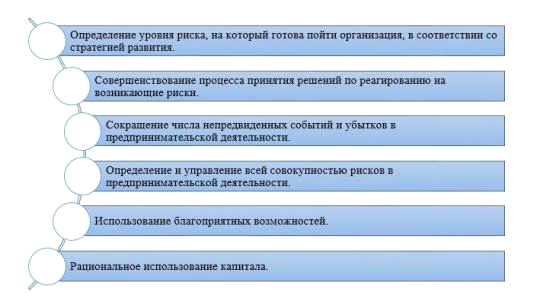 Определение уровня риска, на который готова пойти организация, в соответствии со
стратегией развития.
Совершенствование процесса принятия решений по реагированию на
возникающие риски.
Сокращение числа непредвиденных событий и убытков в
предпринимательской деятельности.
Определение и управление всей совокупностью рисков в
предпринимательской деятельности.
Использование благоприятных возможностей.
Рациональное использование капитала.